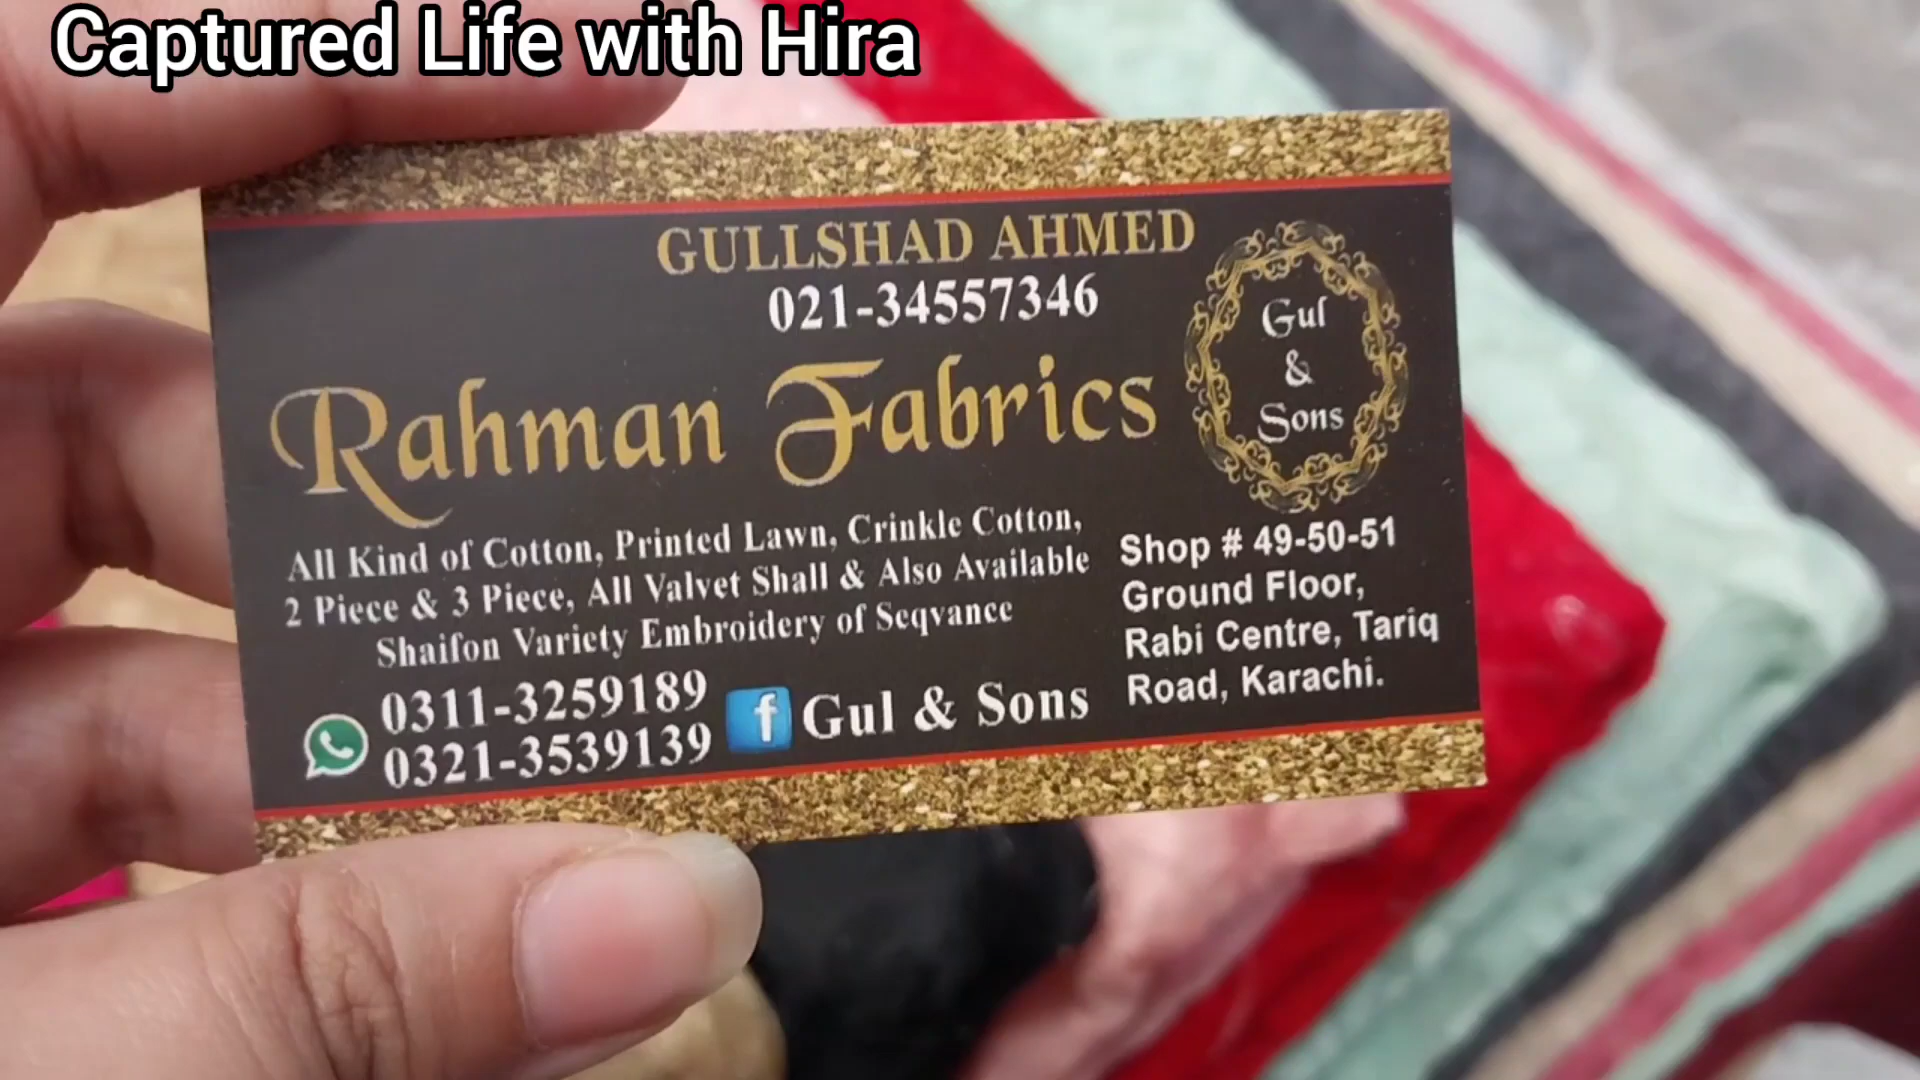 Captured Life with Hira
GULLSHAD AHMED
021-34557346
Rahman Fabrics
Gul
&
Sons
All Kind of Cotton, Printed Lawn, Crinkle Cotton,
2 Piece & 3 Piece, All Valvet Shall & Also Available
Shaifon Variety Embroidery of Seqvance
0311-3259189
0321-3539139
Gul & Sons
Shop # 49-50-51
Ground Floor,
Rabi Centre, Tariq
Road, Karachi.